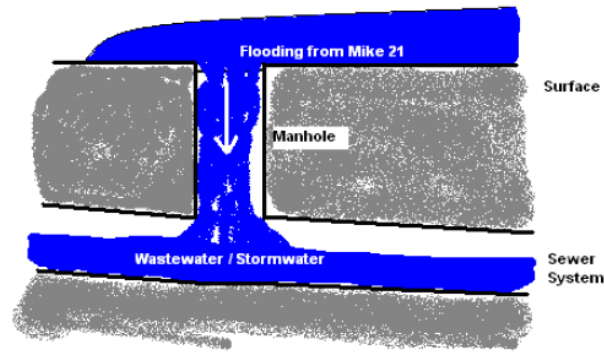 Flooding from Mike 21
Surface
Manhole
Wastewater / Stormwater
Sewer
System